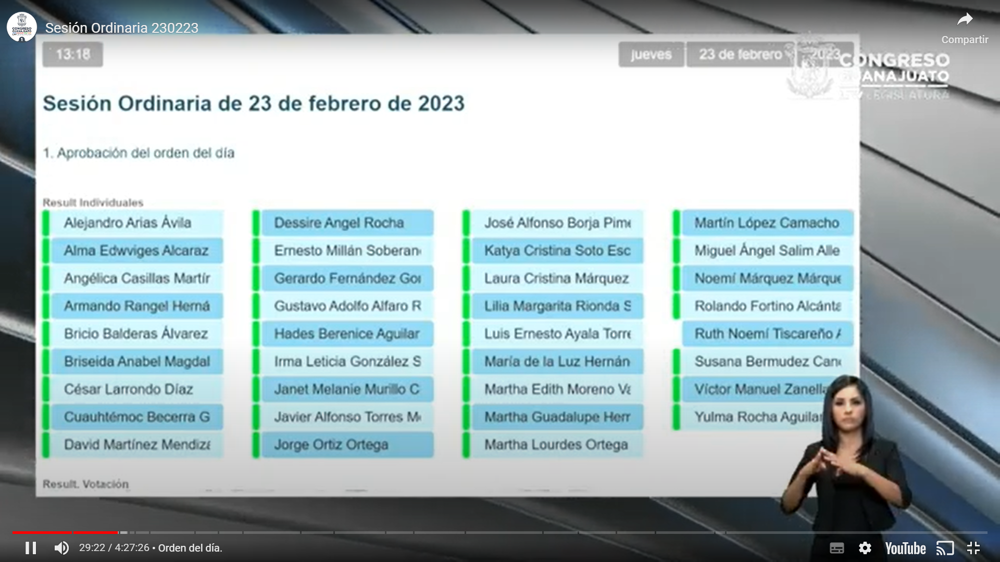 Sesión Ordinaria 230223
Compartir
13:18
jueves
23 de febrero
2023
CONGRESO
GUANAJUATO
LXV LEGISLATURA
Sesión Ordinaria de 23 de febrero de 2023
1. Aprobación del orden del día
Result Individuales
Alejandro Arias Ávila
Alma Edwviges Alcaraz
Angélica Casillas Martír
Armando Rangel Herná
Bricio Balderas Álvarez
Briseida Anabel Magdal
César Larrondo Díaz
Cuauhtémoc Becerra G
David Martínez Mendiza
Dessire Angel Rocha
Ernesto Millán Soberan
Gerardo Fernández Go
Gustavo Adolfo Alfaro R
Hades Berenice Aguilar
Irma Leticia González S
Janet Melanie Murillo C
Javier Alfonso Torres M
Jorge Ortiz Ortega
José Alfonso Borja Pime
Katya Cristina Soto Esc
Laura Cristina Márquez
Lilia Margarita Rionda S
Luis Ernesto Ayala Torre
María de la Luz Hernán
Martha Edith Moreno Va
Martha Guadalupe Herr
Martha Lourdes Ortega
Martín López Camacho
Miguel Ángel Salim Alle
Noemí Márquez Márque
Rolando Fortino Alcánta
Ruth Noemí Tiscareño A
Susana Bermudez Can
Víctor Manuel Zanella
Yulma Rocha Aguilar
Result. Votación
29:22 / 4:27:26 • Orden del día.
YouTube